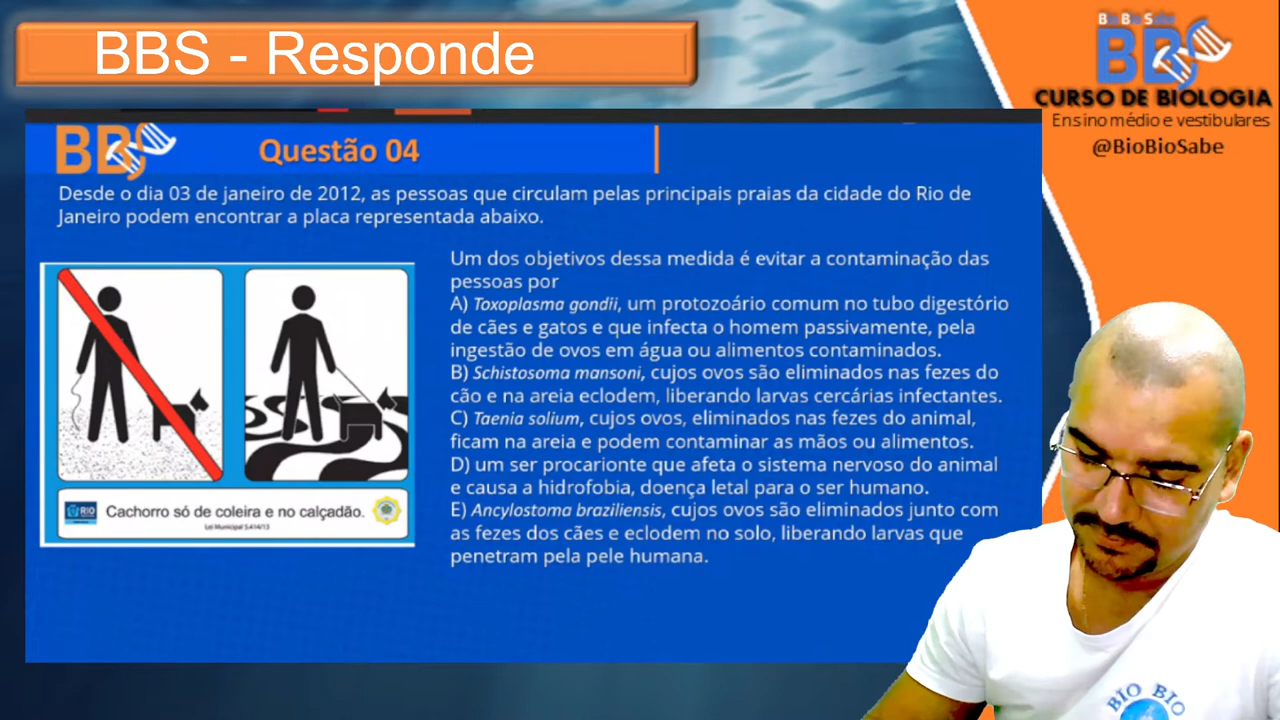 BBS - Responde
Bio Bio Sabe
BBS
CURSO DE BIOLOGIA
Ensino médio e vestibulares
@BioBioSabe
BBS
Questão 04
Desde o dia 03 de janeiro de 2012, as pessoas que circulam pelas principais praias da cidade do Rio de
Janeiro podem encontrar a placa representada abaixo.
Um dos objetivos dessa medida é evitar a contaminação das
pessoas por
A) Toxoplasma gondii, um protozoário comum no tubo digestório
de cães e gatos e que infecta o homem passivamente, pela
ingestão de ovos em água ou alimentos contaminados.
B) Schistosoma mansoni, cujos ovos são eliminados nas fezes do
cão e na areia eclodem, liberando larvas cercárias infectantes.
C) Taenia solium, cujos ovos, eliminados nas fezes do animal,
ficam na areia e podem contaminar as mãos ou alimentos.
D) um ser procarionte que afeta o sistema nervoso do animal
e causa a hidrofobia, doença letal para o ser humano.
E) Ancylostoma braziliensis, cujos ovos são eliminados junto com
as fezes dos cães e eclodem no solo, liberando larvas que
penetram pela pele humana.
RIO
Cachorro só de coleira e no calçadão.
BIO BIO